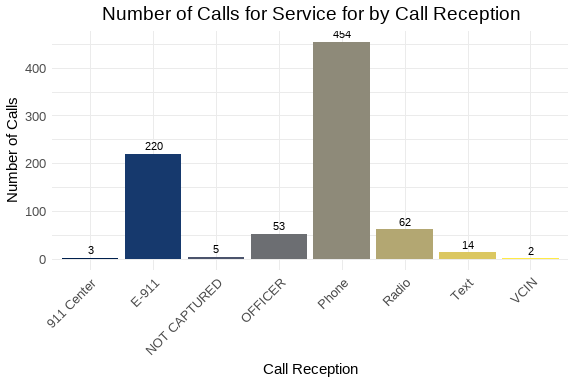 Number of Calls for Service for by Call Reception
454
400
300
220
200
100
62
53
14
3
5
2
0
Number of Calls
911 Center
E-911
NOT CAPTURED
OFFICER
Phone
Radio
Text
VCIN
Call Reception